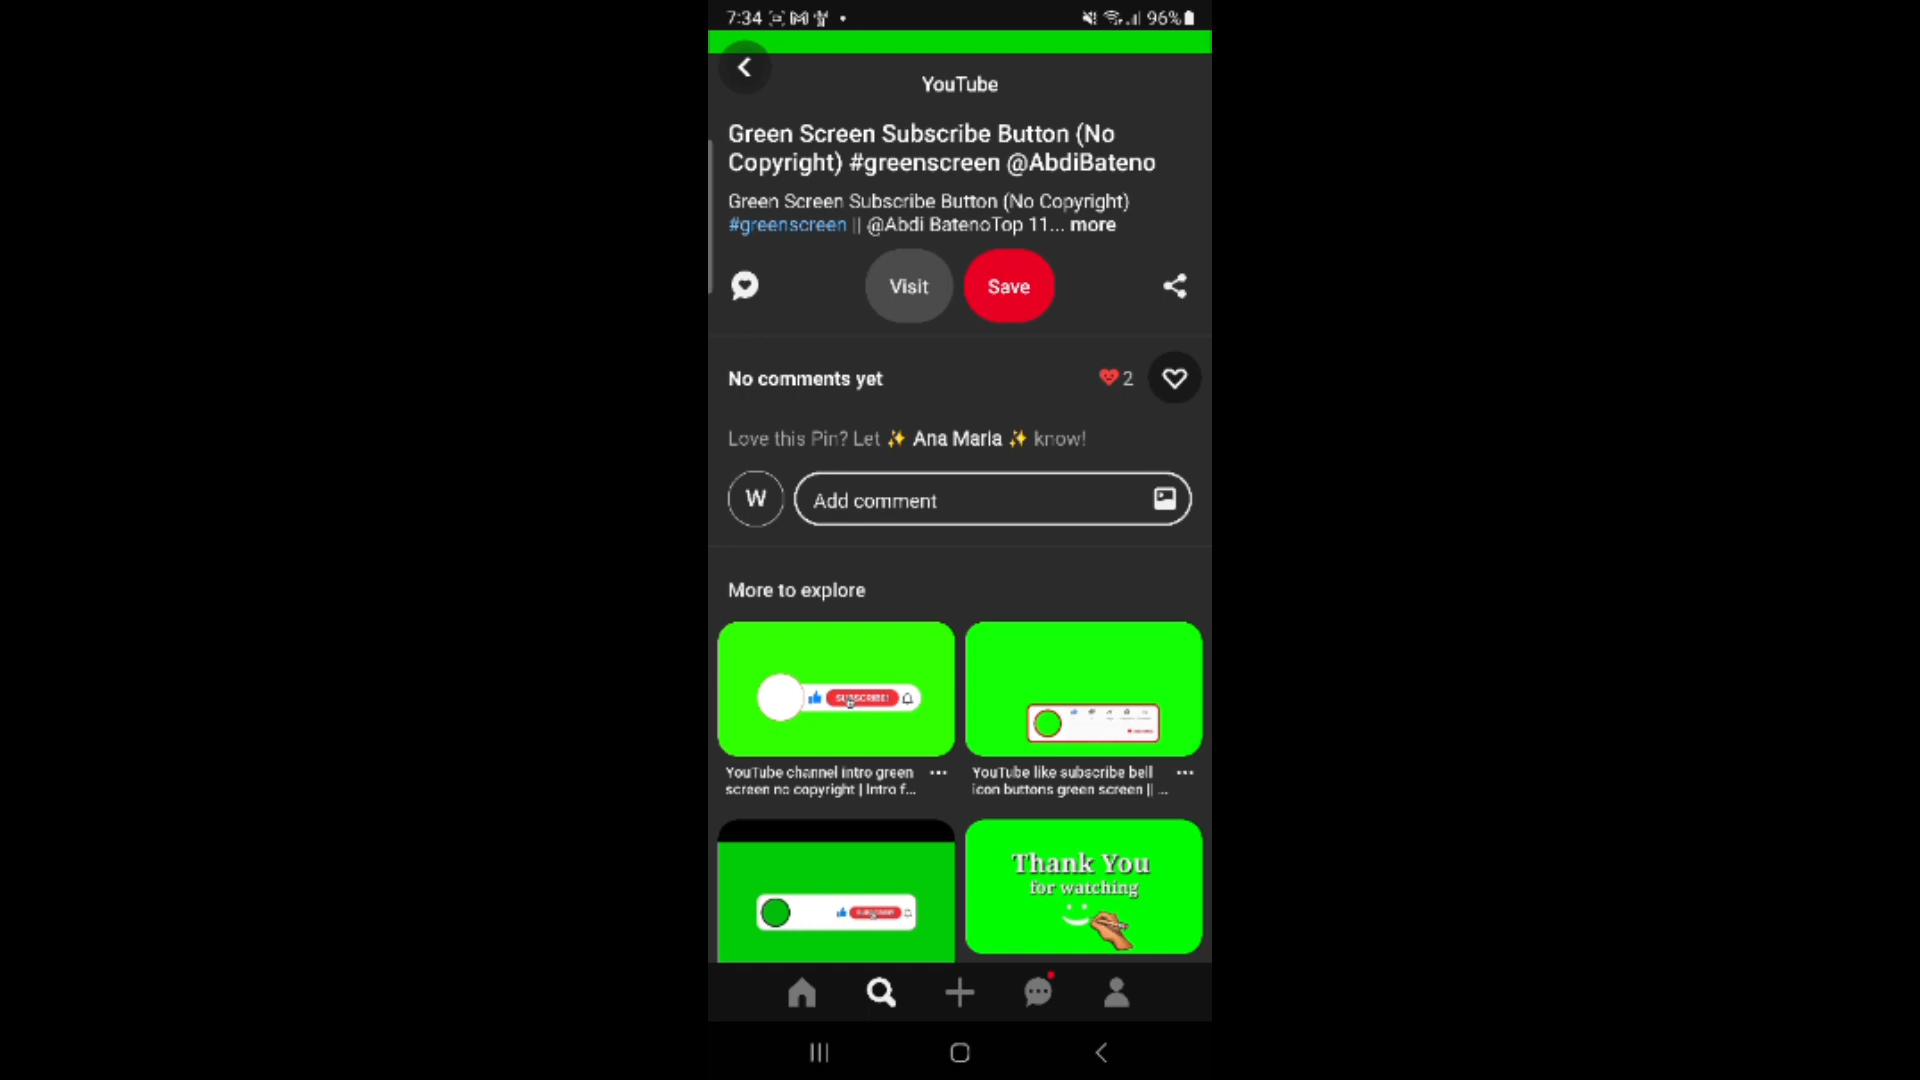 7:34
96%
YouTube
Green Screen Subscribe Button (No
Copyright) #greenscreen @AbdiBateno
Green Screen Subscribe Button (No Copyright)
#greenscreen || @Abdi BatenoTop 11... more
Visit
Save
No comments yet
2
Love this Pin? Let ✨ Ana Maria ✨ know!
W
Add comment
More to explore
SUBSCRIBE!
YouTube channel intro green
screen no copyright | Intro f...
YouTube like subscribe bell
icon buttons green screen || ...
Thank You
for watching